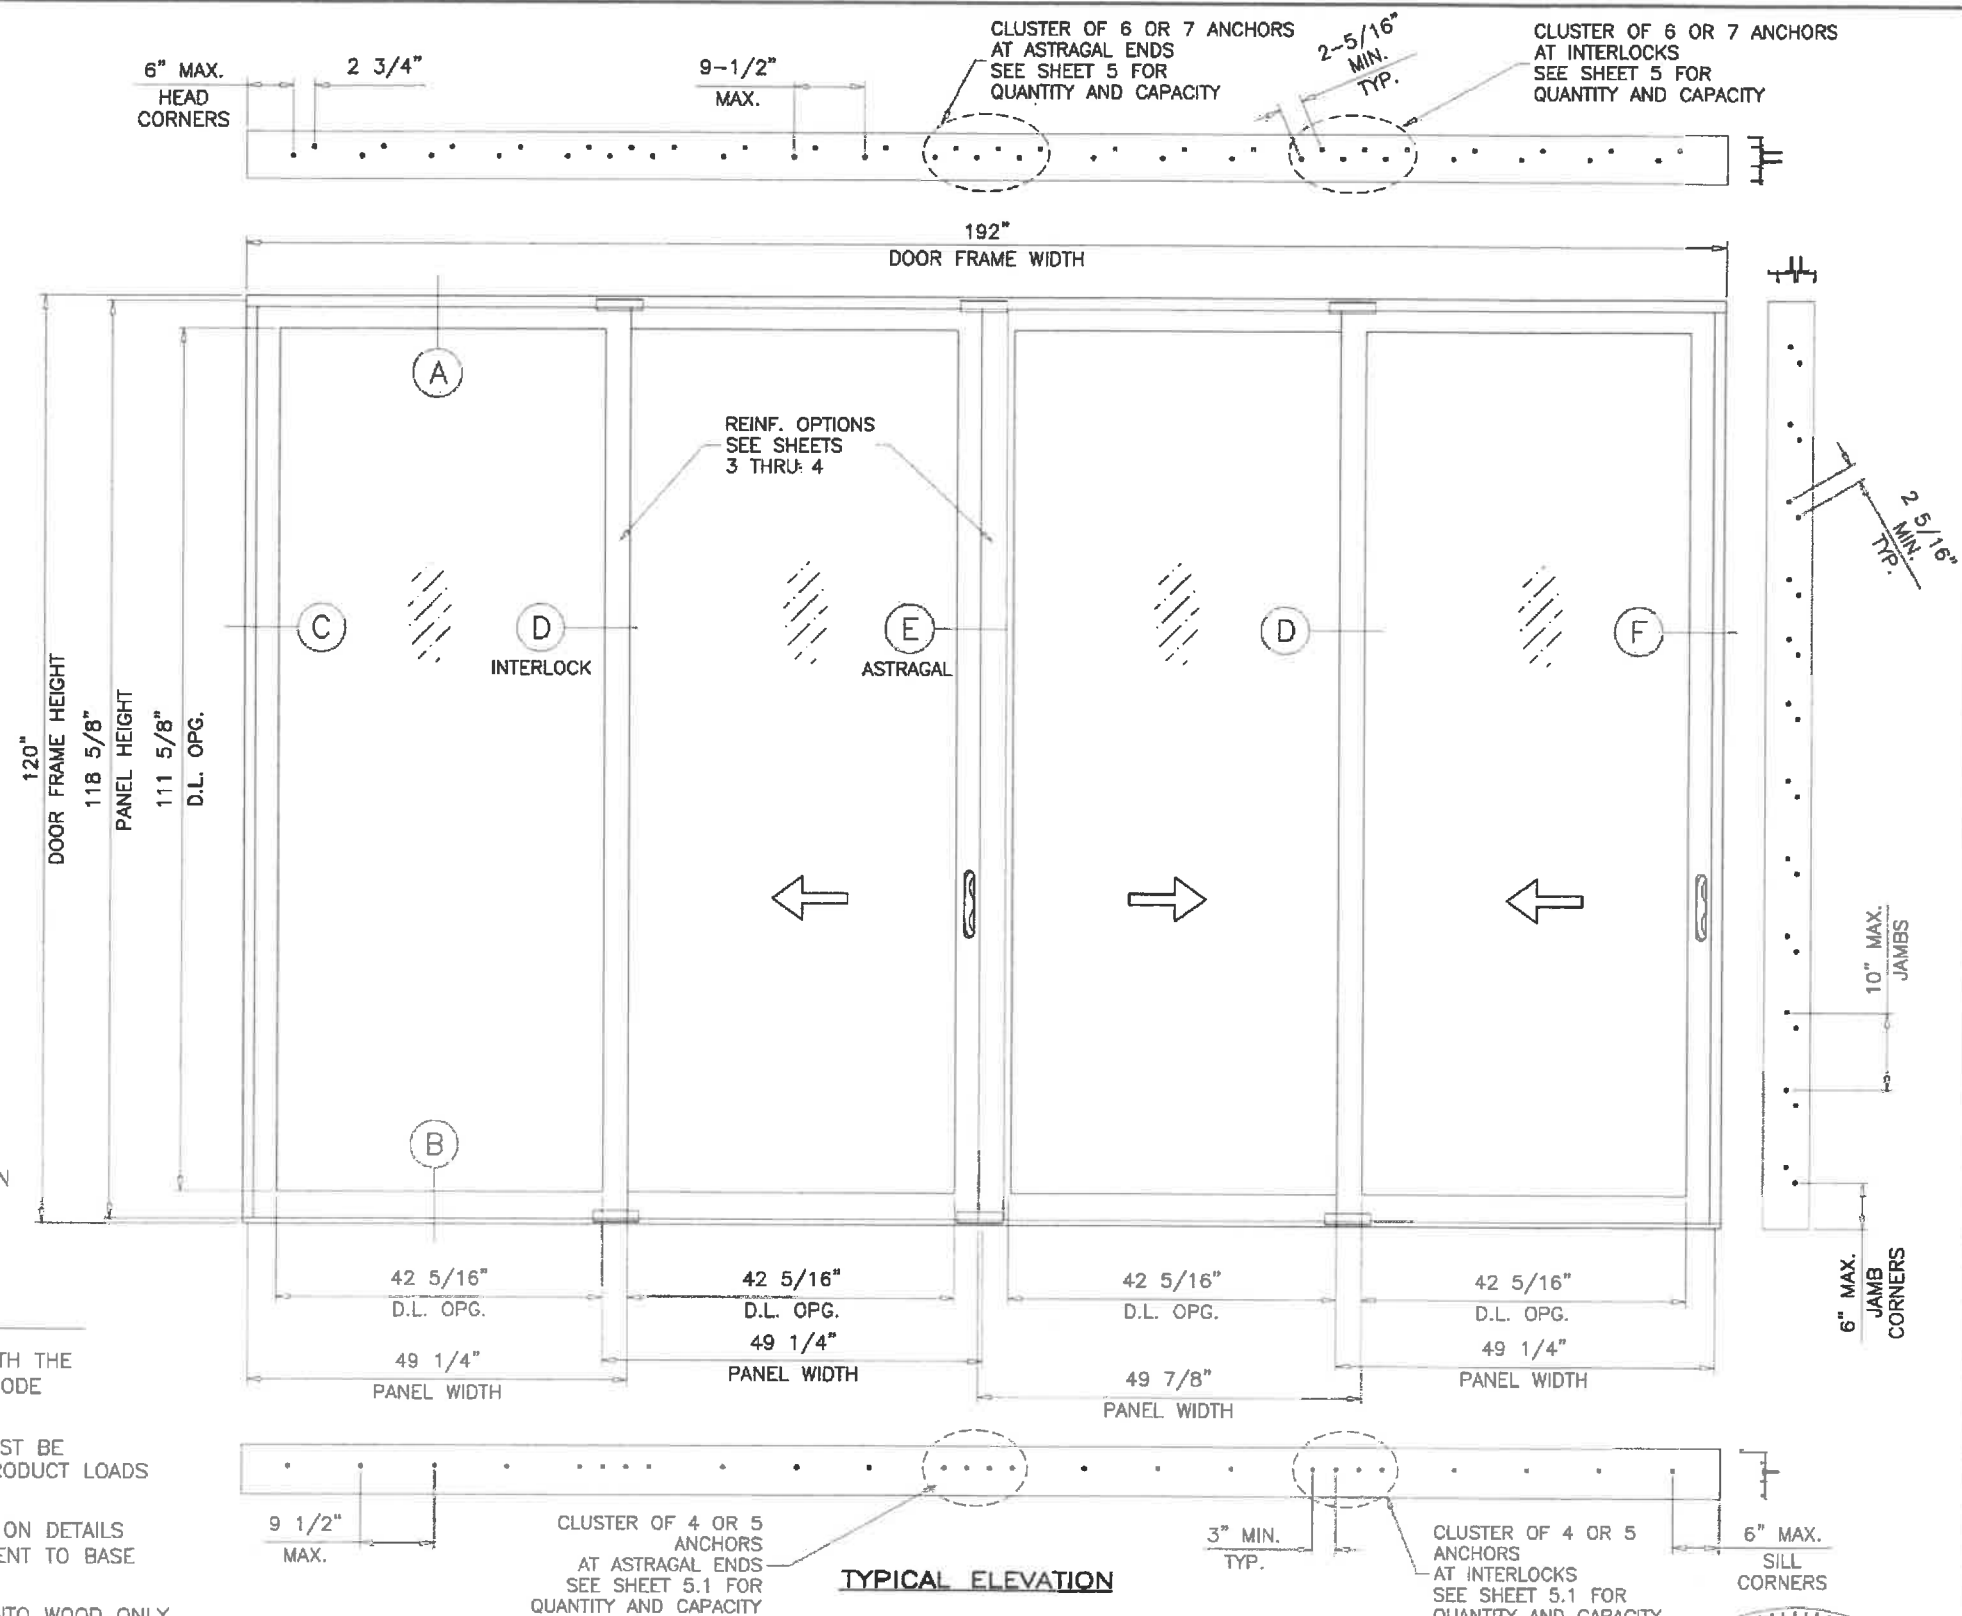 6" MAX.
HEAD
CORNERS
2 3/4"
9-1/2"
MAX.
CLUSTER OF 6 OR 7 ANCHORS
AT ASTRAGAL ENDS
SEE SHEET 5 FOR
QUANTITY AND CAPACITY
2-5/16"
MIN.
TYP.
CLUSTER OF 6 OR 7 ANCHORS
AT INTERLOCKS
SEE SHEET 5 FOR
QUANTITY AND CAPACITY
192"
DOOR FRAME WIDTH
A
REINF. OPTIONS
SEE SHEETS
3 THRU 4
2 5/16"
MIN.
TYP.
C
D
INTERLOCK
E
ASTRAGAL
D
F
120"
DOOR FRAME HEIGHT
118 5/8"
PANEL HEIGHT
111 5/8"
D.L. OPG.
10" MAX.
JAMBS
B
N
6" MAX.
JAMB
CORNERS
42 5/16"
D.L. OPG.
42 5/16"
D.L. OPG.
42 5/16"
D.L. OPG.
42 5/16"
D.L. OPG.
49 1/4"
PANEL WIDTH
49 1/4"
PANEL WIDTH
49 7/8"
PANEL WIDTH
49 1/4"
PANEL WIDTH
TH THE
ODE
ST BE
RODUCT LOADS
ON DETAILS
ENT TO BASE
NTO WOOD ONLY
9 1/2"
MAX.
CLUSTER OF 4 OR 5
ANCHORS
AT ASTRAGAL ENDS
SEE SHEET 5.1 FOR
QUANTITY AND CAPACITY
TYPICAL ELEVATION
3" MIN.
TYP.
CLUSTER OF 4 OR 5
ANCHORS
AT INTERLOCKS
SEE SHEET 5.1 FOR
QUANTITY AND CAPACITY
6" MAX.
SILL
CORNERS